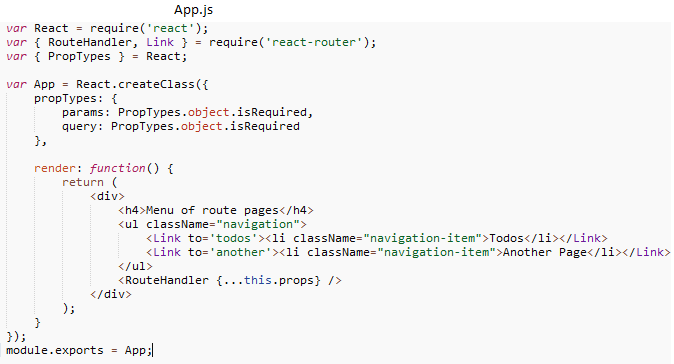 App.js
var React = require('react');
var { RouteHandler, Link } = require('react-router');
var { PropTypes } = React;
var App = React.createClass({
    propTypes: {
        params: PropTypes.object.isRequired,
        query: PropTypes.object.isRequired
    },
    render: function() {
        return (
            <div>
                <h4>Menu of route pages</h4>
                <ul className="navigation">
                    <Link to='todos'><li className="navigation-item">Todos</li></Link>
                    <Link to='another'><li className="navigation-item">Another Page</li></Link>
                </ul>
                <RouteHandler {...this.props} />
            </div>
        );
    }
});
module.exports = App;